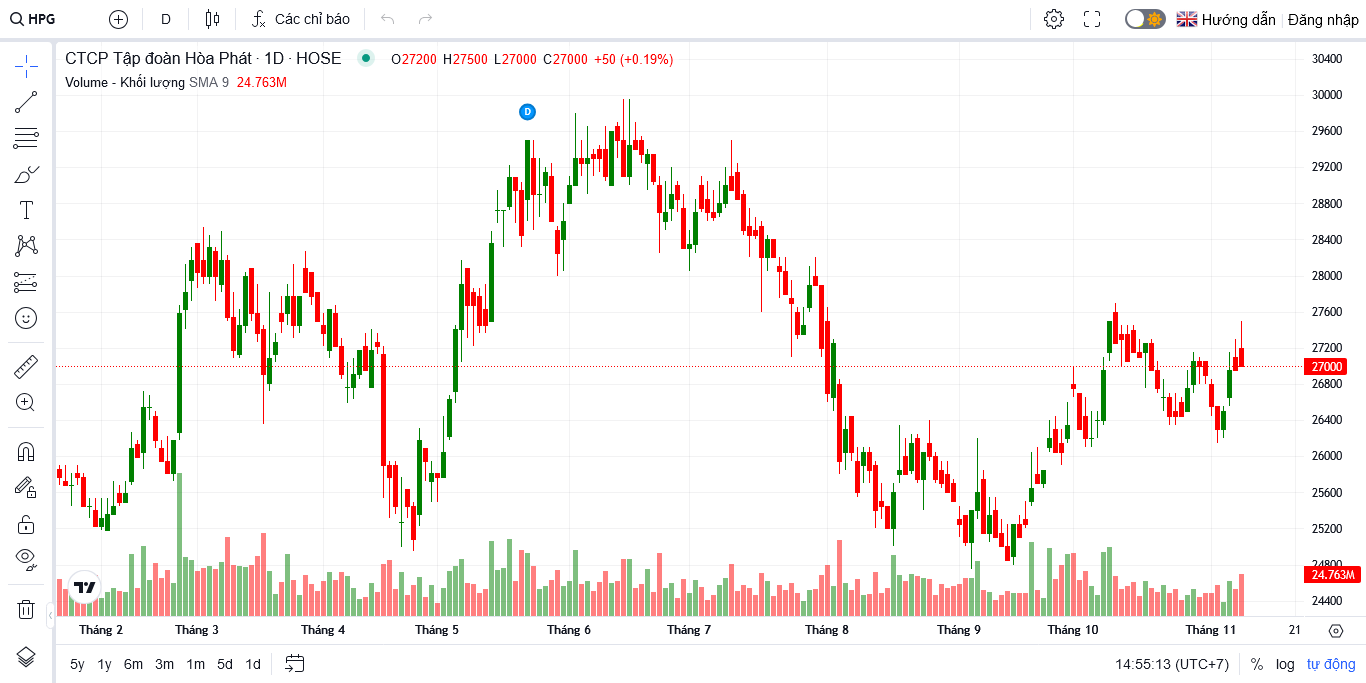 HPG D Các chỉ báo Hướng dẫn Đăng nhập
CTCP Tập đoàn Hòa Phát · 1D · HOSE O27200 H27500 L27000 C27000 +50 (+0.19%)
Volume - Khối lượng SMA 9 24.763M
D
30400
30000
29600
29200
28800
28400
28000
27600
27200
27000
26800
26400
26000
25600
25200
24800
24.763M
24400
Tháng 2 Tháng 3 Tháng 4 Tháng 5 Tháng 6 Tháng 7 Tháng 8 Tháng 9 Tháng 10 Tháng 11 21
5y 1y 6m 3m 1m 5d 1d 14:55:13 (UTC+7) % log tự động